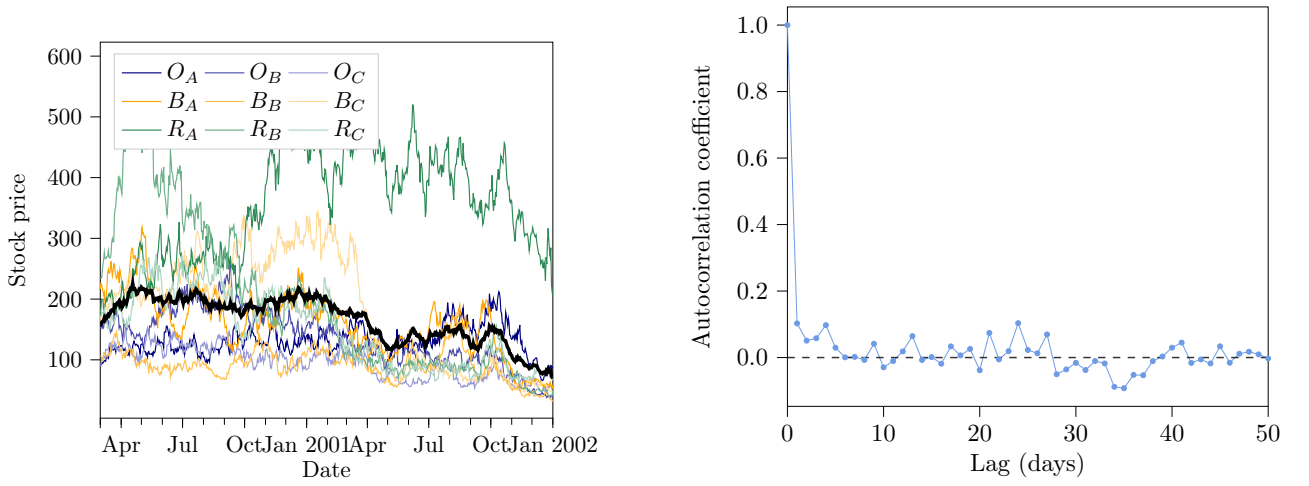 600
500
400
300
200
100
Stock price
O_A O_B O_C
B_A B_B B_C
R_A R_B R_C
Apr Jul Oct Jan 2001 Apr Jul Oct Jan 2002
Date
1.0
0.8
0.6
0.4
0.2
0.0
Autocorrelation coefficient
0 10 20 30 40 50
Lag (days)